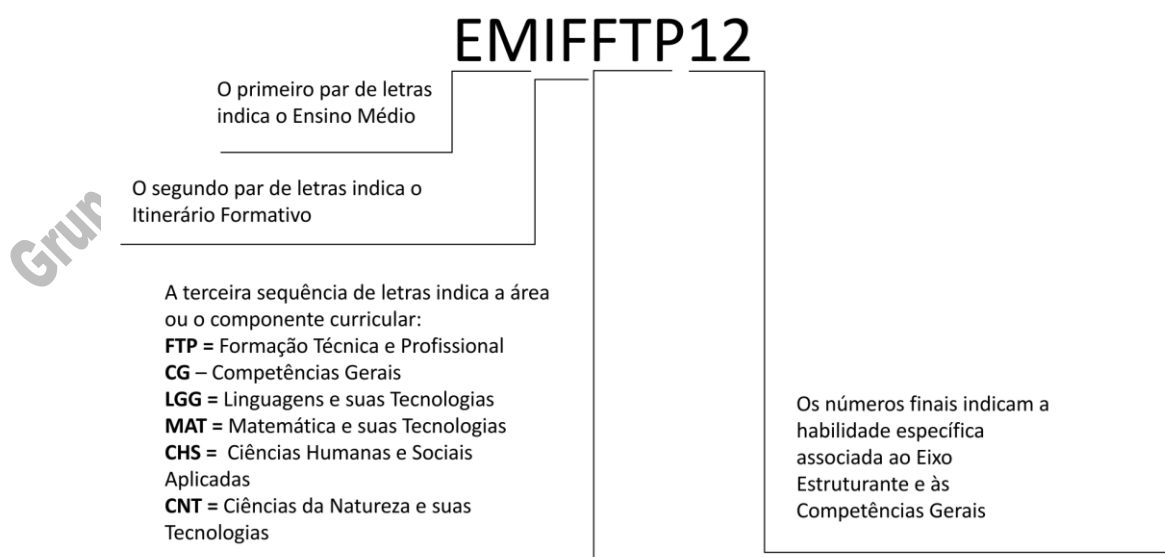 EMIFFTP12
O primeiro par de letras
indica o Ensino Médio
O segundo par de letras indica o
Itinerário Formativo
A terceira sequência de letras indica a área
ou o componente curricular:
FTP = Formação Técnica e Profissional
CG – Competências Gerais
LGG = Linguagens e suas Tecnologias
MAT = Matemática e suas Tecnologias
CHS = Ciências Humanas e Sociais
Aplicadas
CNT = Ciências da Natureza e suas
Tecnologias
Os números finais indicam a
habilidade específica
associada ao Eixo
Estruturante e às
Competências Gerais